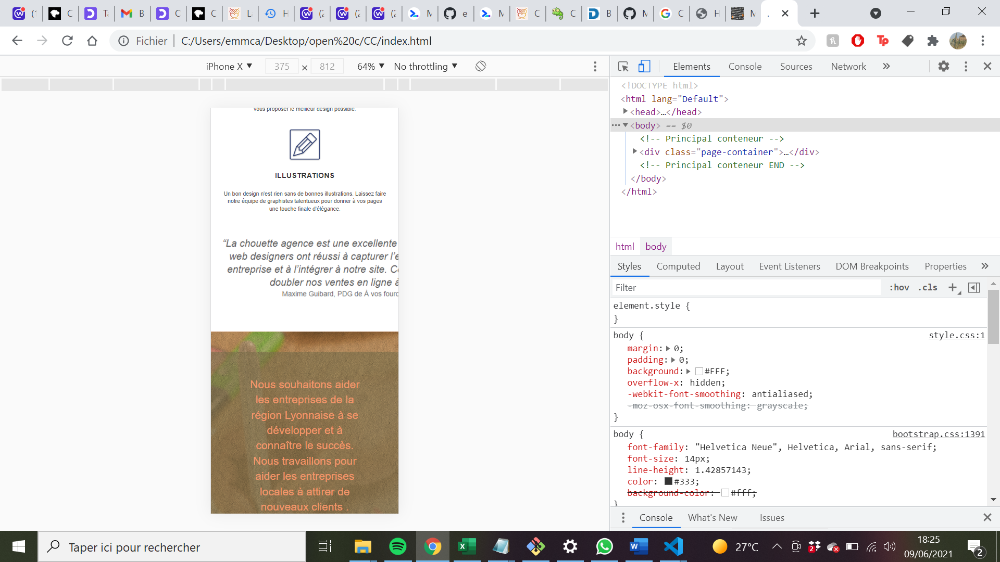 Fichier
C:/Users/emmca/Desktop/open%20c/CC/index.html
iPhone X ▼ 375 × 812 64% ▼ No throttling ▼
vous proposer le meilleur design possible.
ILLUSTRATIONS
Un bon design n'est rien sans de bonnes illustrations. Laissez faire
notre équipe de graphistes talentueux pour donner à vos pages
une touche finale d'élégance.
“La chouette agence est une excellente
web designers ont réussi à capturer l’e
entreprise et à l’intégrer à notre site. Co
doubler nos ventes en ligne à
Maxime Guibard, PDG de À vos fourc
Nous souhaitons aider
les entreprises de la
région Lyonnaise à se
développer et à
connaître le succès.
Nous travaillons pour
aider les entreprises
locales à attirer de
nouveaux clients .
Elements Console Sources Network »
<!DOCTYPE html>
<html lang="Default">
<head>…</head>
<body> == $0
<!-- Principal conteneur -->
<div class="page-container">…</div>
<!-- Principal conteneur END -->
</body>
</html>
html body
Styles Computed Layout Event Listeners DOM Breakpoints Properties »
Filter :hov .cls +
element.style {
}
body { style.css:1
margin: 0;
padding: 0;
background: #FFF;
overflow-x: hidden;
-webkit-font-smoothing: antialiased;
-moz-osx-font-smoothing: grayscale;
}
body { bootstrap.css:1391
font-family: "Helvetica Neue", Helvetica, Arial, sans-serif;
font-size: 14px;
line-height: 1.42857143;
color: #333;
background-color: #fff;
}
Console What's New Issues
Taper ici pour rechercher
27°C
18:25
09/06/2021
2